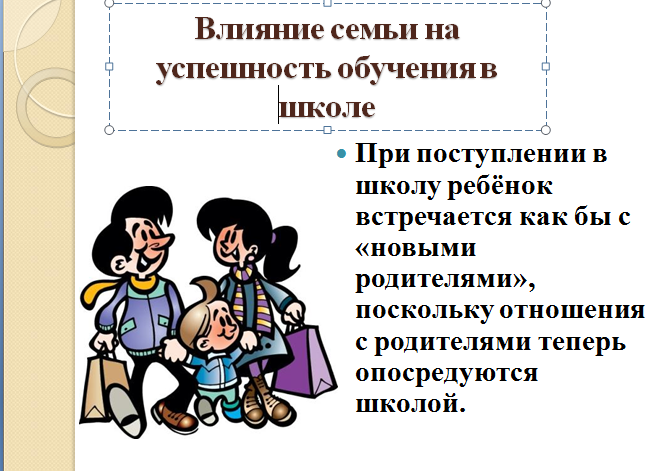 Влияние семьи на
успешность обучения в
школе
При поступлении в
школу ребёнок
встречается как бы с
«новыми
родителями»,
поскольку отношения
с родителями теперь
опосредуются
школой.